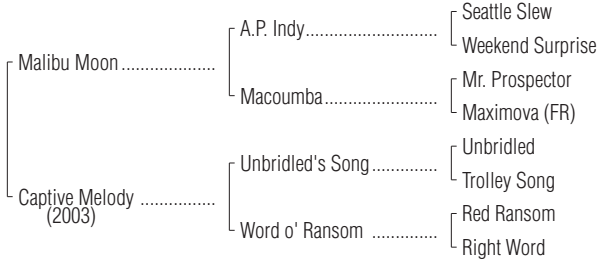 Seattle Slew
A.P. Indy......................
Weekend Surprise
Malibu Moon....................
Mr. Prospector
Macoumba......................
Maximova (FR)
Unbridled
Unbridled's Song..............
Trolley Song
Captive Melody ................
(2003)
Red Ransom
Word o' Ransom ..............
Right Word